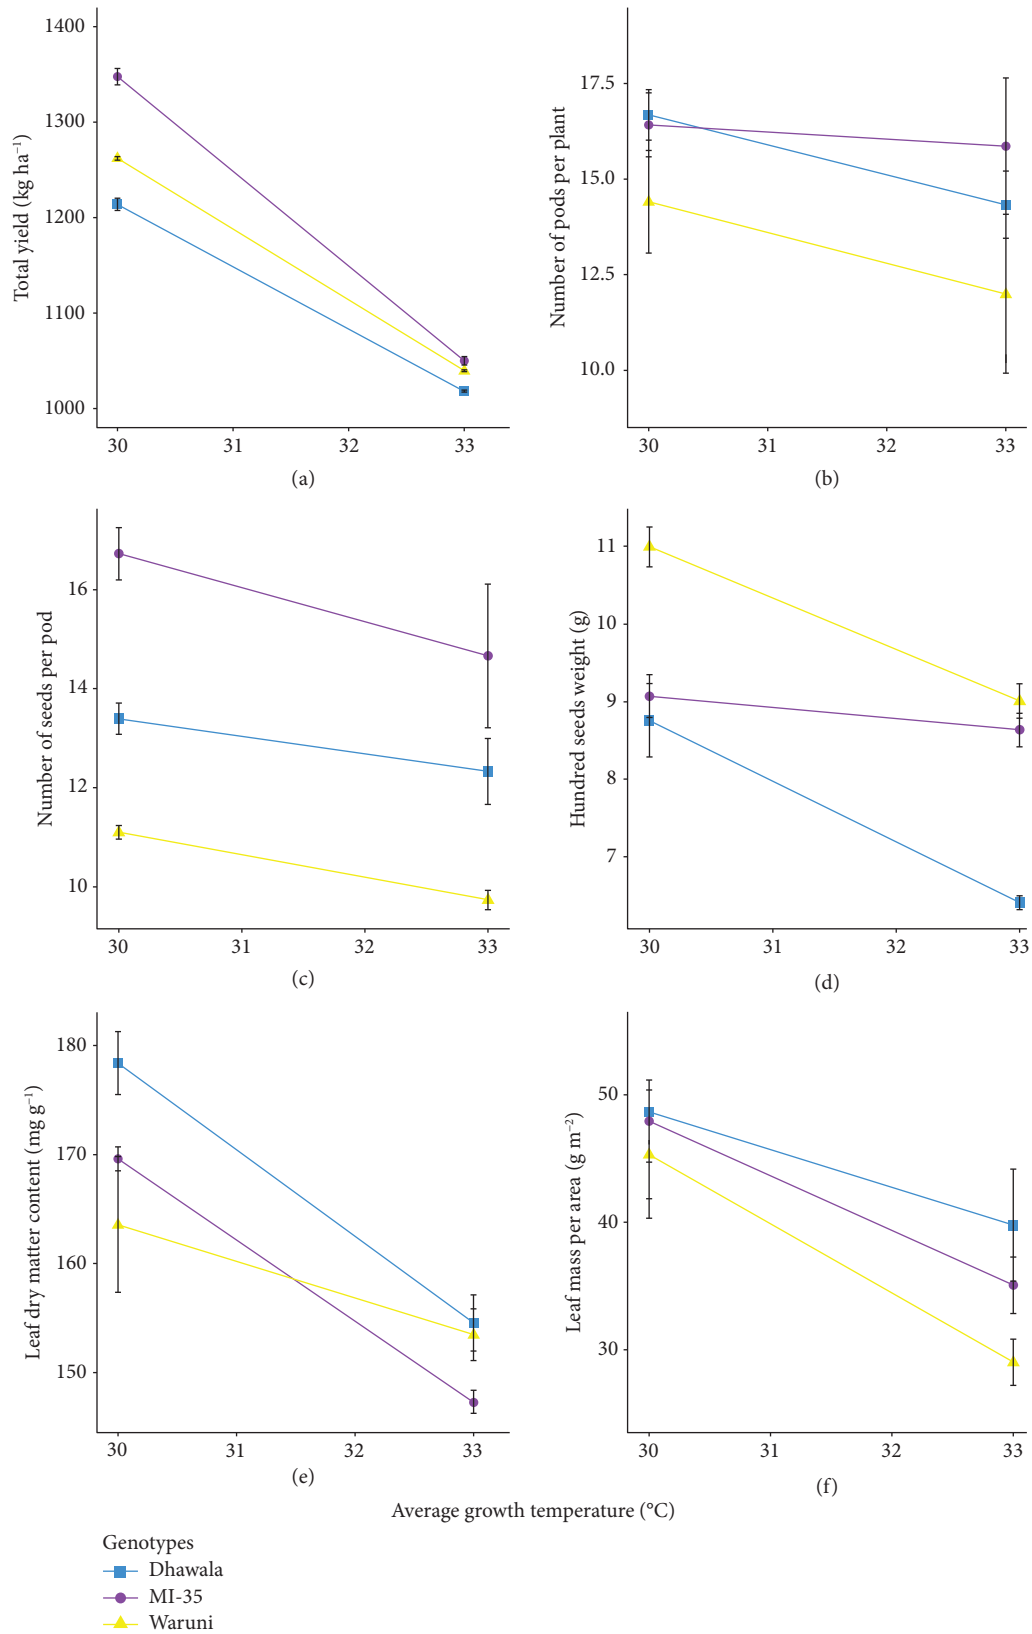 1400
1300
1200
1100
1000
Total yield (kg ha⁻¹)
30 31 32 33
(a)
17.5
15.0
12.5
10.0
Number of pods per plant
30 31 32 33
(b)
16
14
12
10
Number of seeds per pod
30 31 32 33
(c)
11
10
9
8
7
Hundred seeds weight (g)
30 31 32 33
(d)
180
170
160
150
Leaf dry matter content (mg g⁻¹)
30 31 32 33
(e)
50
40
30
Leaf mass per area (g m⁻²)
30 31 32 33
(f)
Average growth temperature (°C)
Genotypes
Dhawala
MI-35
Waruni